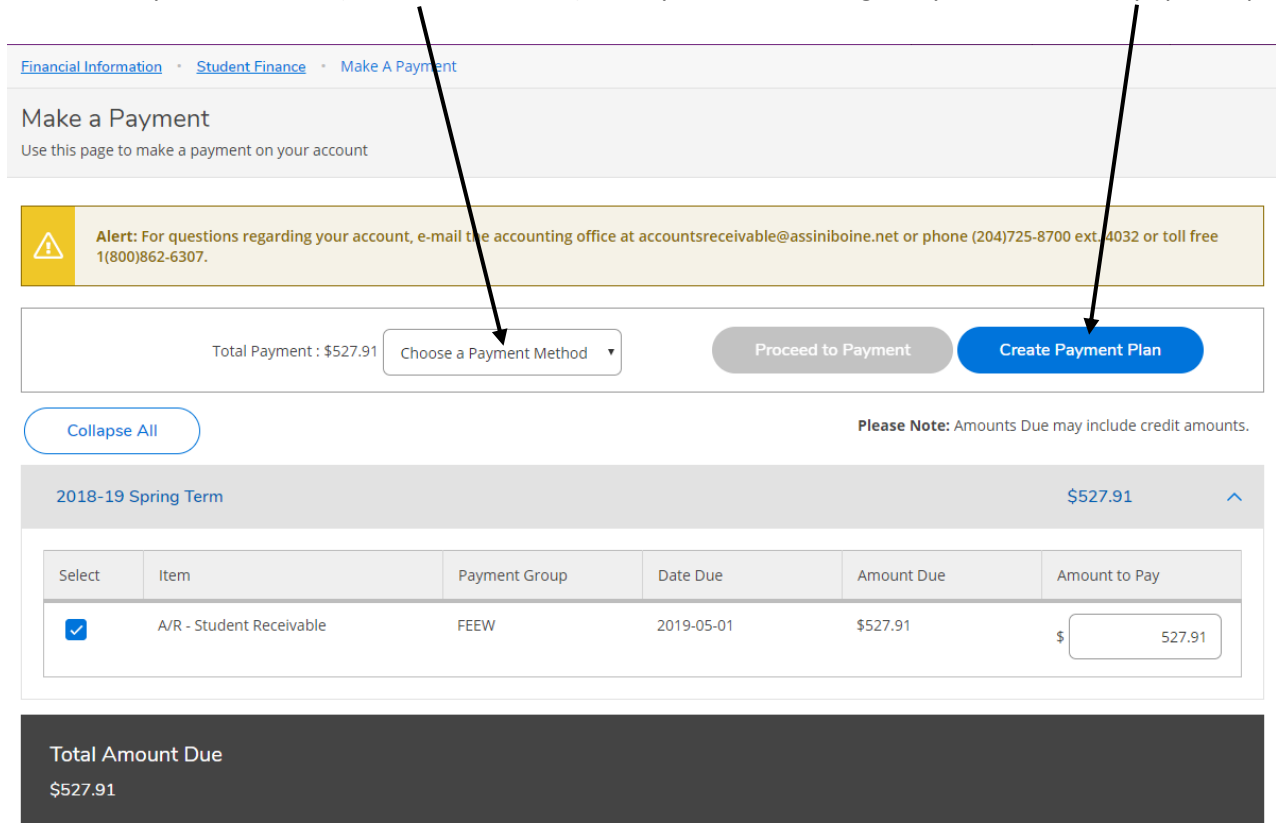 Financial Information • Student Finance • Make A Payment
Make a Payment
Use this page to make a payment on your account
Alert: For questions regarding your account, e-mail the accounting office at accountsreceivable@assiniboine.net or phone (204)725-8700 ext. 4032 or toll free
1(800)862-6307.
Total Payment : $527.91 Choose a Payment Method Proceed to Payment Create Payment Plan
Collapse All Please Note: Amounts Due may include credit amounts.
2018-19 Spring Term $527.91
Select Item Payment Group Date Due Amount Due Amount to Pay
A/R - Student Receivable FEEW 2019-05-01 $527.91 $ 527.91
Total Amount Due
$527.91